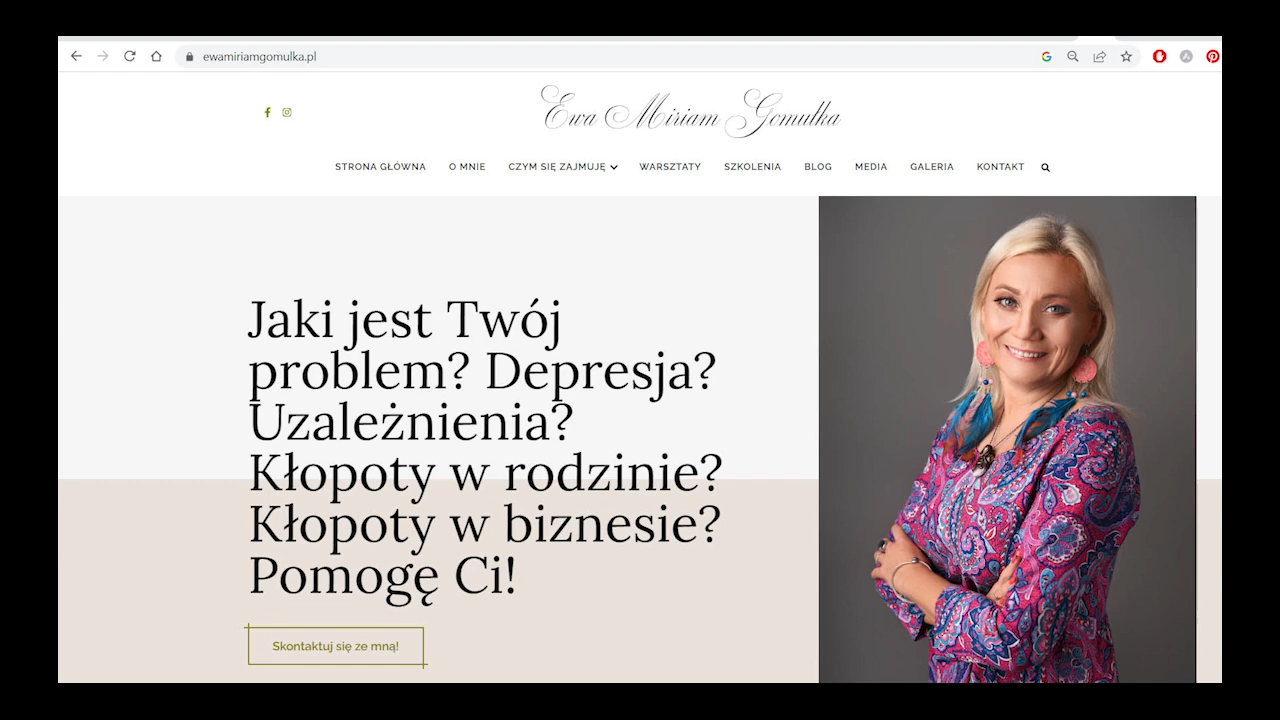 ewamiriamgomulka.pl
Ewa Miriam Gomułka
STRONA GŁÓWNA O MNIE CZYM SIĘ ZAJMUJĘ WARSZTATY SZKOLENIA BLOG MEDIA GALERIA KONTAKT
Jaki jest Twój
problem? Depresja?
Uzależnienia?
Kłopoty w rodzinie?
Kłopoty w biznesie?
Pomogę Ci!
Skontaktuj się ze mną!